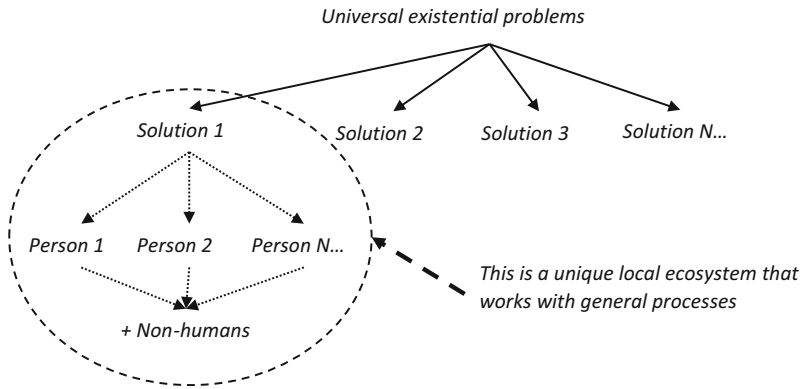 Universal existential problems
Solution 1
Solution 2
Solution 3
Solution N...
Person 1
Person 2
Person N...
This is a unique local ecosystem that
works with general processes
+ Non-humans